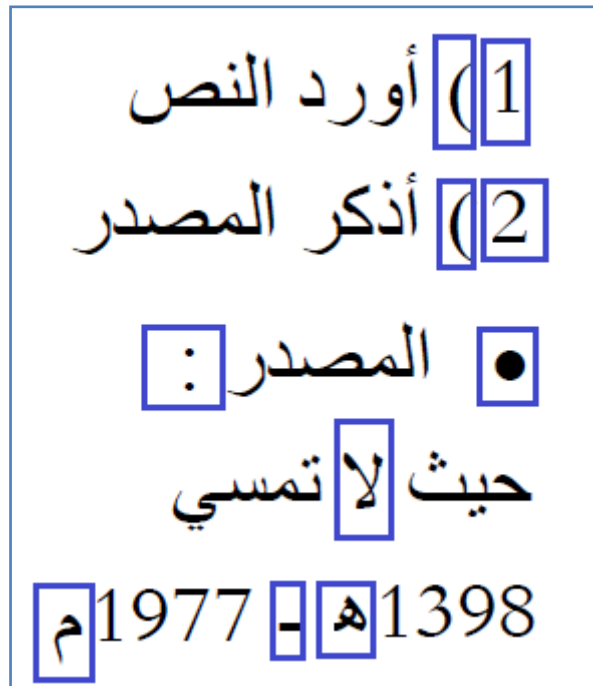 1) أورد النص
2) أذكر المصدر
● المصدر :
حيث لا تمسي
1398هـ - 1977م